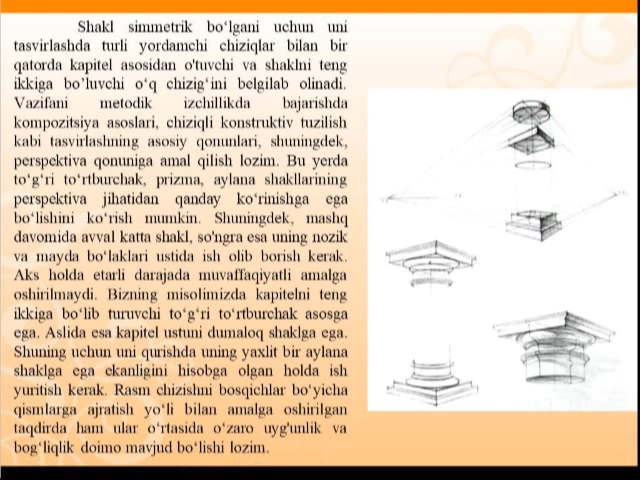 Shakl simmetrik bo‘lgani uchun uni
tasvirlashda turli yordamchi chiziqlar bilan bir
qatorda kapitel asosidan o'tuvchi va shaklni teng
ikkiga bo’luvchi o‘q chizig‘ini belgilab olinadi.
Vazifani metodik izchillikda bajarishda
kompozitsiya asoslari, chiziqli konstruktiv tuzilish
kabi tasvirlashning asosiy qonunlari, shuningdek,
perspektiva qonuniga amal qilish lozim. Bu yerda
to‘g‘ri to‘rtburchak, prizma, aylana shakllarining
perspektiva jihatidan qanday ko‘rinishga ega
bo‘lishini ko‘rish mumkin. Shuningdek, mashq
davomida avval katta shakl, so'ngra esa uning nozik
va mayda bo‘laklari ustida ish olib borish kerak.
Aks holda etarli darajada muvaffaqiyatli amalga
oshirilmaydi. Bizning misolimizda kapitelni teng
ikkiga bo‘lib turuvchi to‘g‘ri to‘rtburchak asosga
ega. Aslida esa kapitel ustuni dumaloq shaklga ega.
Shuning uchun uni qurishda uning yaxlit bir aylana
shaklga ega ekanligini hisobga olgan holda ish
yuritish kerak. Rasm chizishni bosqichlar bo‘yicha
qismlarga ajratish yo‘li bilan amalga oshirilgan
taqdirda ham ular o‘rtasida o‘zaro uyg'unlik va
bog‘liqlik doimo mavjud bo‘lishi lozim.